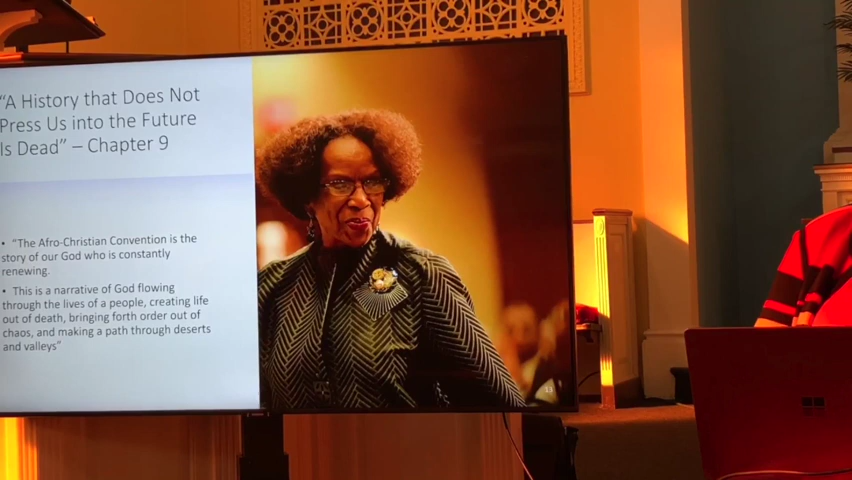 "A History that Does Not
Press Us into the Future
Is Dead" – Chapter 9
• "The Afro-Christian Convention is the
story of our God who is constantly
renewing.
• This is a narrative of God flowing
through the lives of a people, creating life
out of death, bringing forth order out of
chaos, and making a path through deserts
and valleys"
13